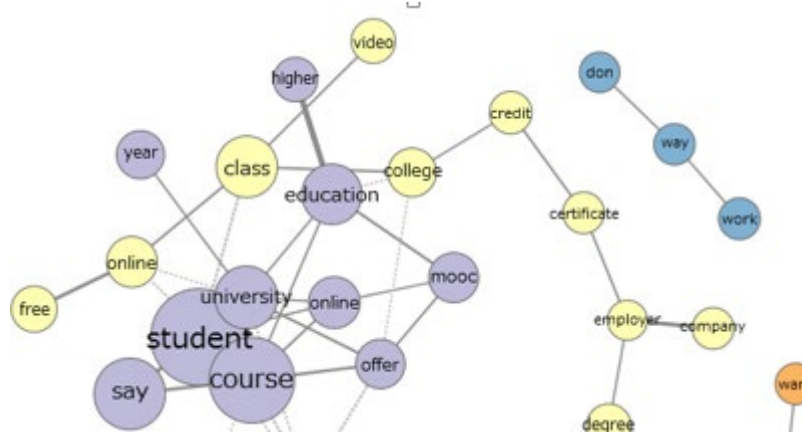 video
higher
don
credit
way
year
class
college
education
certificate
work
online
mooc
university
online
free
employer
company
student
offer
course
say
war
degree